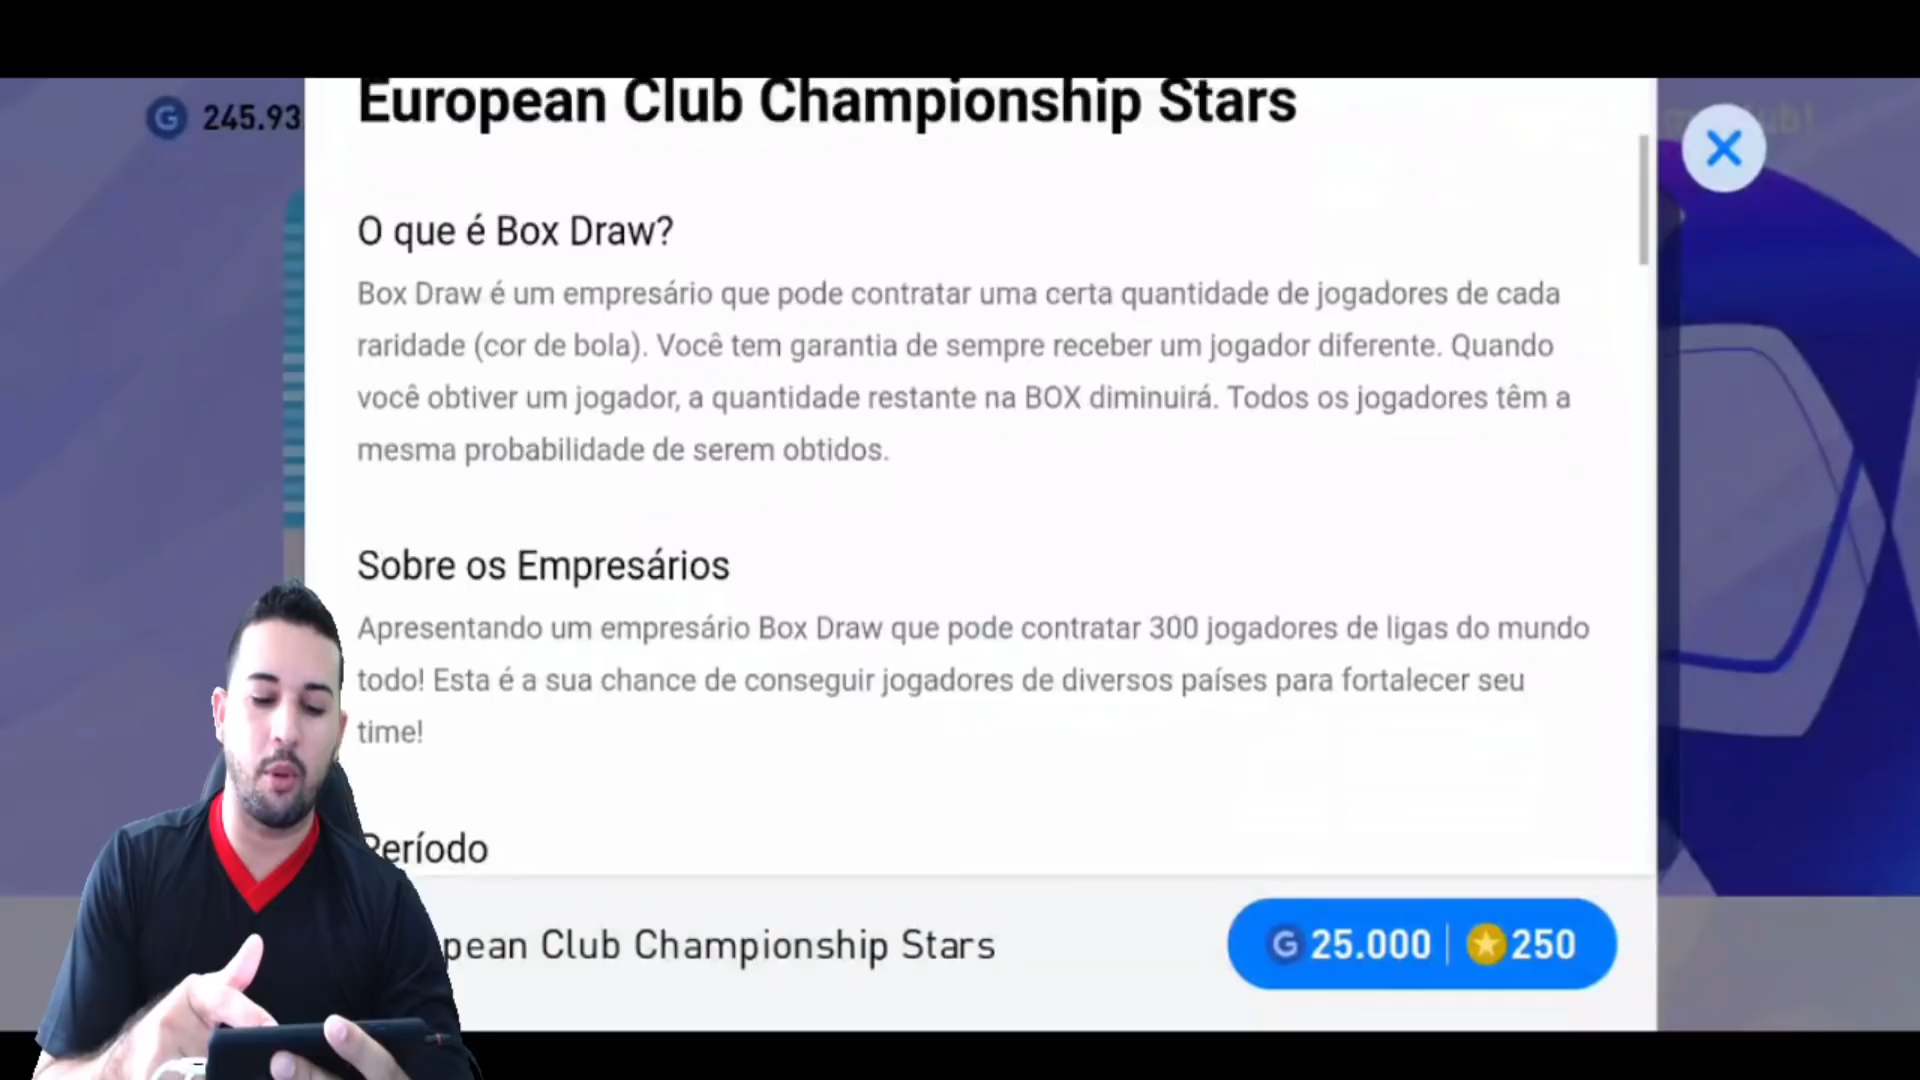 European Club Championship Stars
G 245.93
O que é Box Draw?
Box Draw é um empresário que pode contratar uma certa quantidade de jogadores de cada
raridade (cor de bola). Você tem garantia de sempre receber um jogador diferente. Quando
você obtiver um jogador, a quantidade restante na BOX diminuirá. Todos os jogadores têm a
mesma probabilidade de serem obtidos.
Sobre os Empresários
Apresentando um empresário Box Draw que pode contratar 300 jogadores de ligas do mundo
todo! Esta é a sua chance de conseguir jogadores de diversos países para fortalecer seu
time!
Período
pean Club Championship Stars
G 25.000 | 250